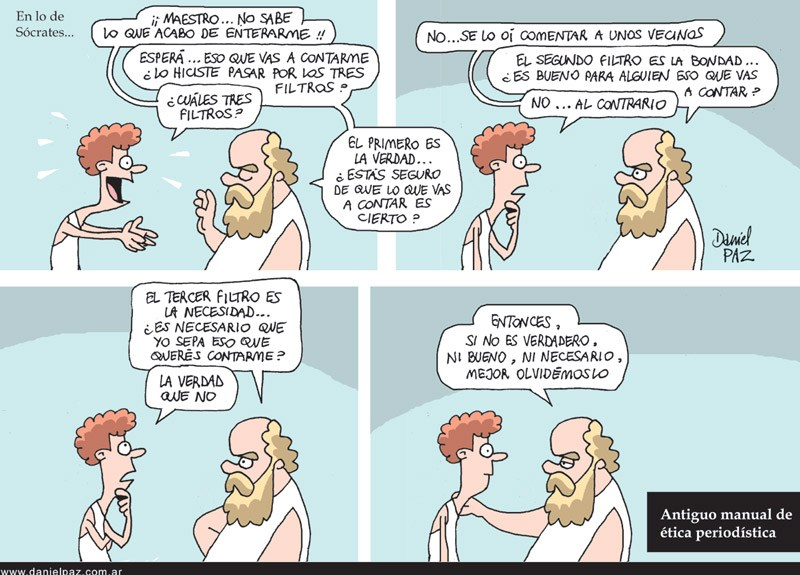 En lo de
Sócrates...
¡¡ MAESTRO... NO SABE
LO QUE ACABO DE ENTERARME !!
ESPERÁ... ESO QUE VAS A CONTARME
¿LO HICISTE PASAR POR LOS TRES
FILTROS?
¿CUÁLES TRES
FILTROS?
EL PRIMERO ES
LA VERDAD...
¿ESTÁS SEGURO
DE QUE LO QUE VAS
A CONTAR ES
CIERTO?
NO... SE LO OÍ COMENTAR A UNOS VECINOS
EL SEGUNDO FILTRO ES LA BONDAD...
¿ES BUENO PARA ALGUIEN ESO QUE VAS
A CONTAR?
NO... AL CONTRARIO
Daniel
PAZ
EL TERCER FILTRO ES
LA NECESIDAD...
¿ES NECESARIO QUE
YO SEPA ESO QUE
QUERÉS CONTARME?
LA VERDAD
QUE NO
ENTONCES,
SI NO ES VERDADERO,
NI BUENO, NI NECESARIO,
MEJOR OLVIDÉMOSLO
Antiguo manual de
ética periodística
www.danielpaz.com.ar